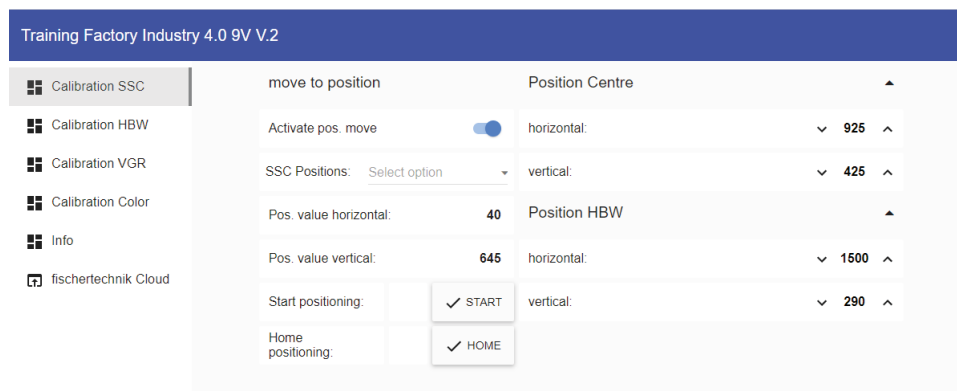 Training Factory Industry 4.0 9V V.2
Calibration SSC
Calibration HBW
Calibration VGR
Calibration Color
Info
fischertechnik Cloud
move to position
Activate pos. move
SSC Positions: Select option
Pos. value horizontal: 40
Pos. value vertical: 645
Start positioning: START
Home
positioning: HOME
Position Centre
horizontal: 925
vertical: 425
Position HBW
horizontal: 1500
vertical: 290